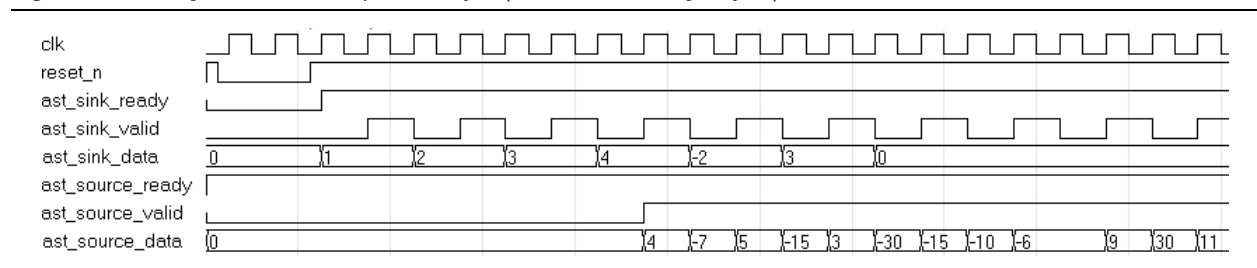 clk
reset_n
ast_sink_ready
ast_sink_valid
ast_sink_data 0 1 2 3 4 -2 3 0
ast_source_ready
ast_source_valid
ast_source_data 0 4 -7 5 -15 3 -30 -15 -10 -6 9 30 11